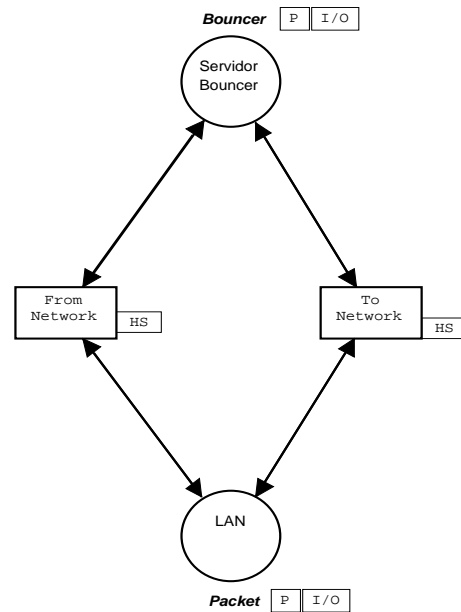 Bouncer P I/O
Servidor
Bouncer
From
Network
HS
To
Network
HS
LAN
Packet P I/O